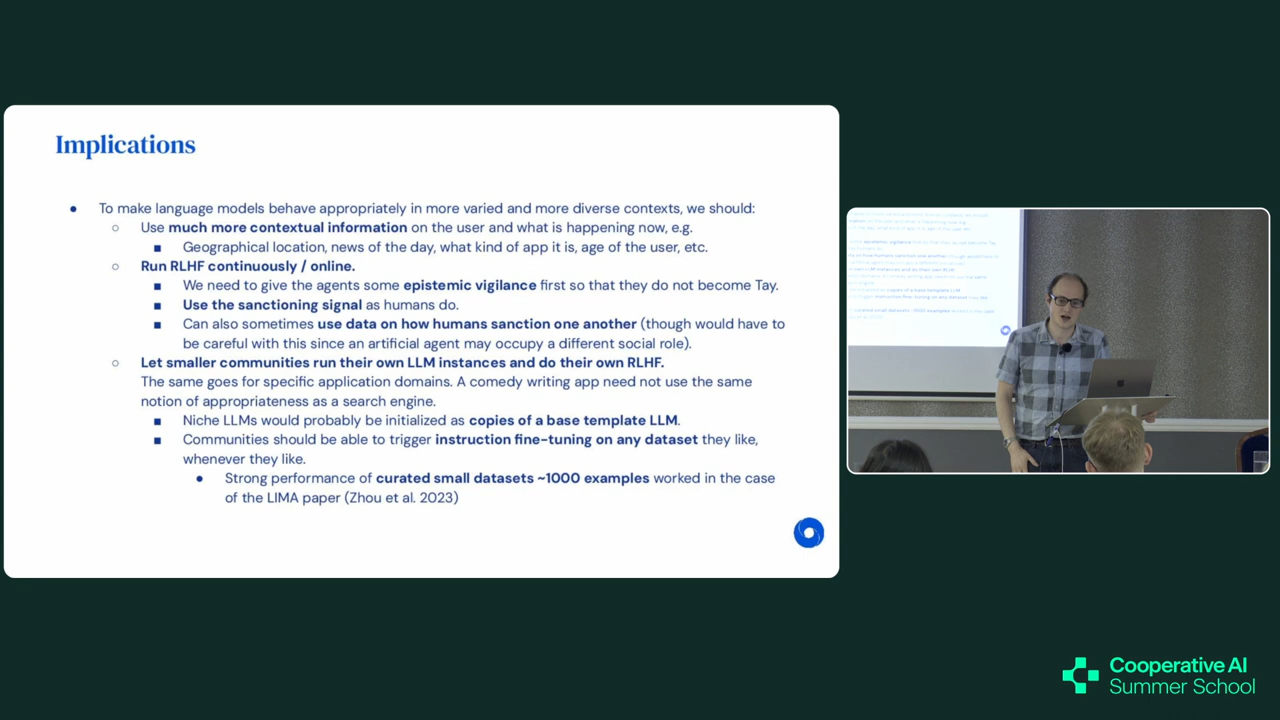 Implications
● To make language models behave appropriately in more varied and more diverse contexts, we should:
○ Use much more contextual information on the user and what is happening now, e.g.
■ Geographical location, news of the day, what kind of app it is, age of the user, etc.
○ Run RLHF continuously / online.
■ We need to give the agents some epistemic vigilance first so that they do not become Tay.
■ Use the sanctioning signal as humans do.
■ Can also sometimes use data on how humans sanction one another (though would have to
be careful with this since an artificial agent may occupy a different social role).
○ Let smaller communities run their own LLM instances and do their own RLHF.
The same goes for specific application domains. A comedy writing app need not use the same
notion of appropriateness as a search engine.
■ Niche LLMs would probably be initialized as copies of a base template LLM.
■ Communities should be able to trigger instruction fine-tuning on any dataset they like,
whenever they like.
● Strong performance of curated small datasets ~1000 examples worked in the case
of the LIMA paper (Zhou et al. 2023)
Cooperative AI
Summer School